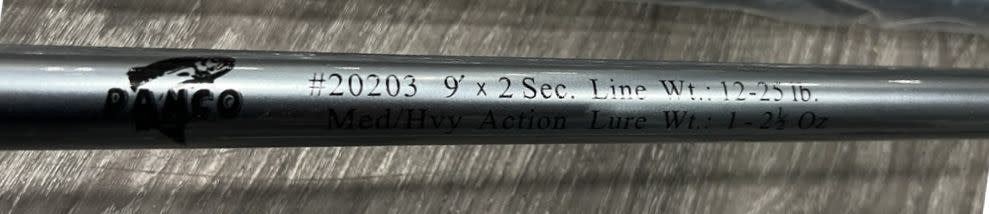 DANCO
#20203 9' x 2 Sec. Line Wt.: 12-25 lb.
Med/Hvy Action Lure Wt.: 1-2½ Oz